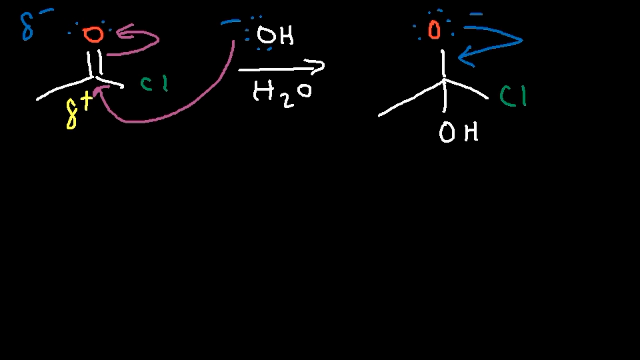 δ⁻ O Cl δ⁺
⁻ OH
H₂O
O ⁻ Cl OH